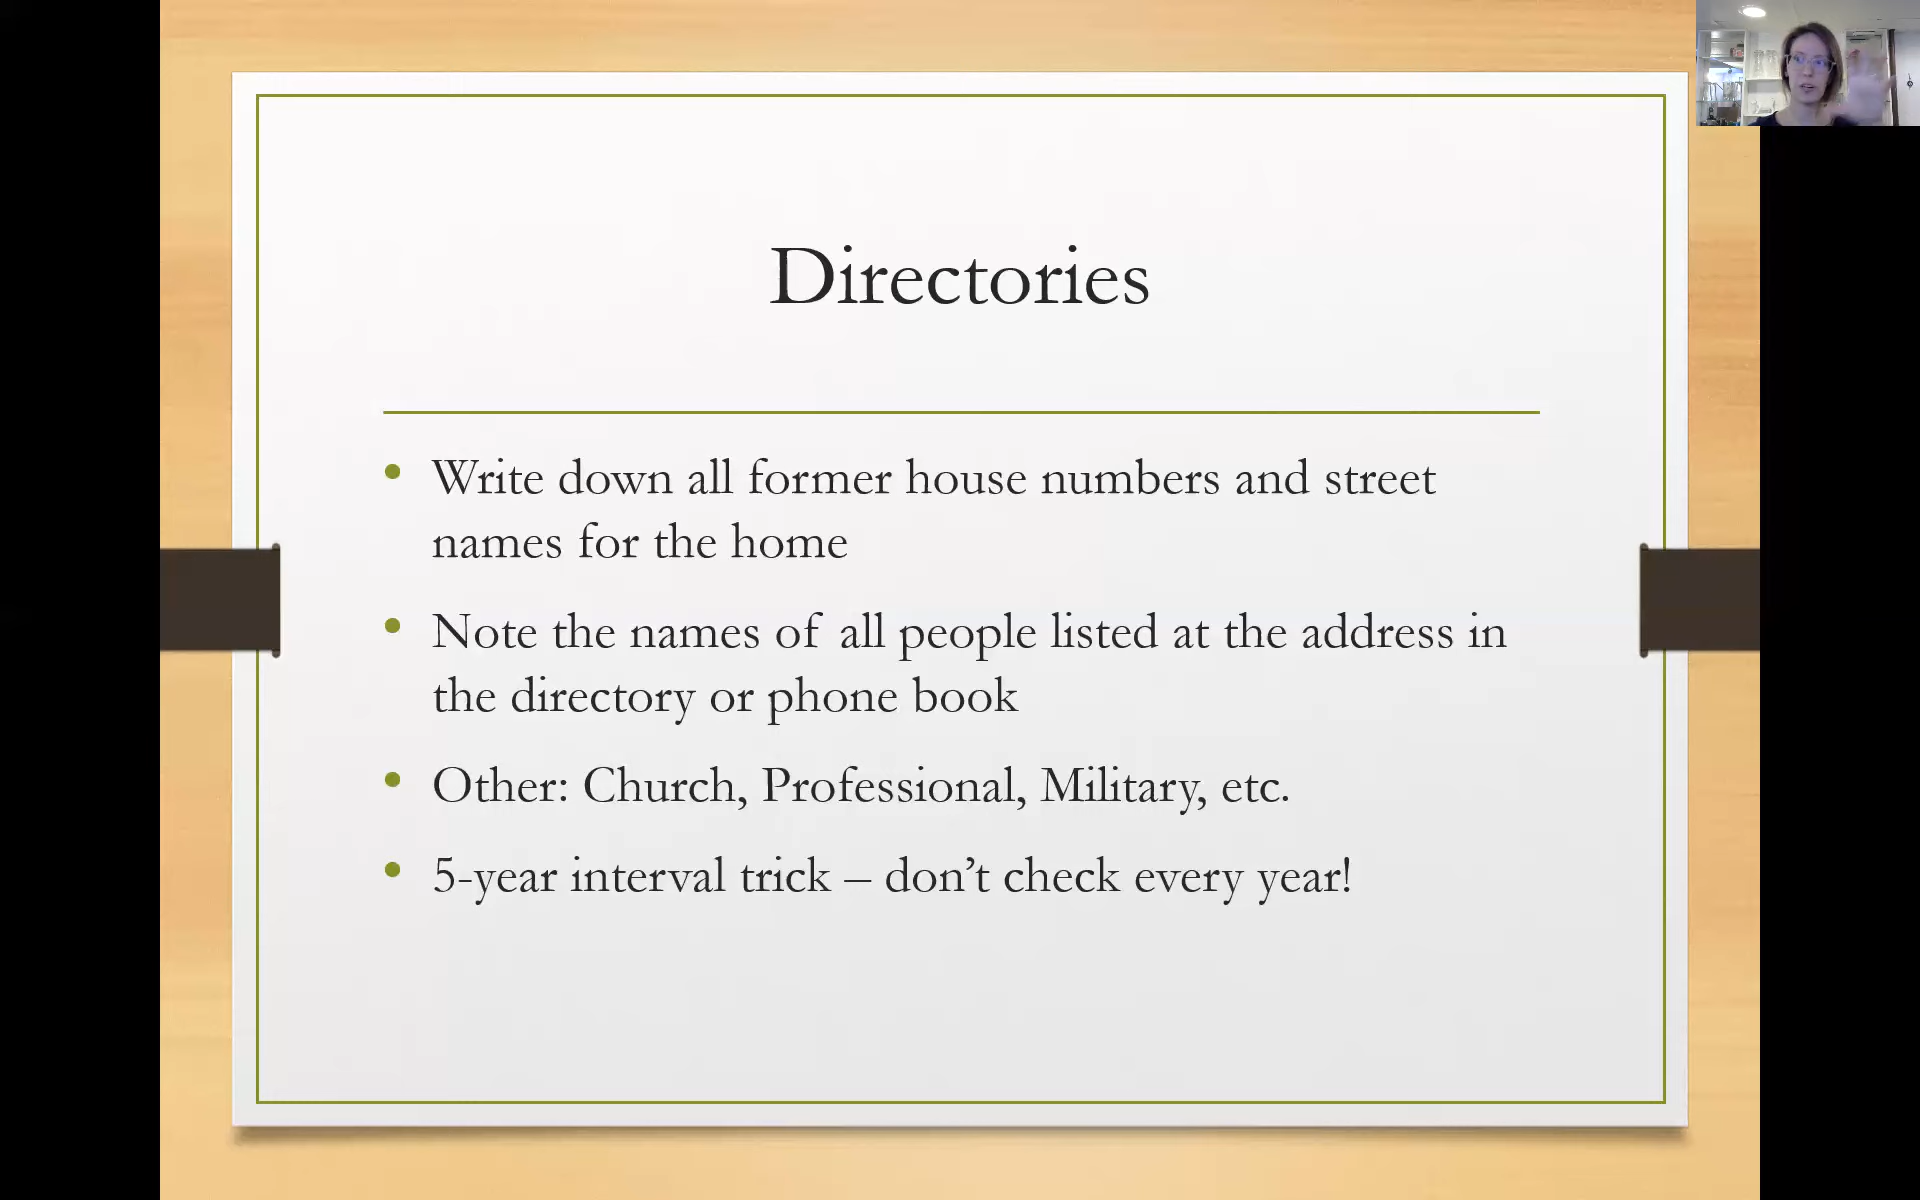 Directories
• Write down all former house numbers and street
names for the home
• Note the names of all people listed at the address in
the directory or phone book
• Other: Church, Professional, Military, etc.
• 5-year interval trick – don’t check every year!